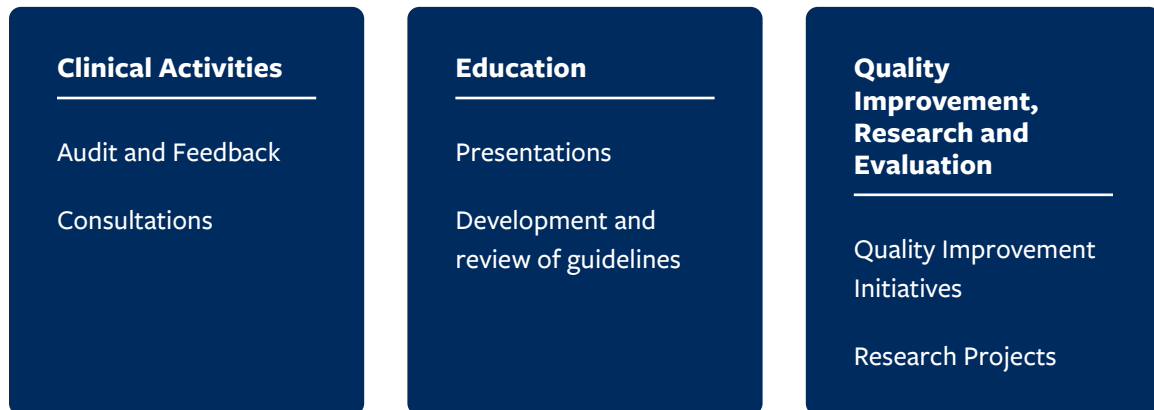 Clinical Activities
Audit and Feedback
Consultations
Education
Presentations
Development and
review of guidelines
Quality
Improvement,
Research and
Evaluation
Quality Improvement
Initiatives
Research Projects